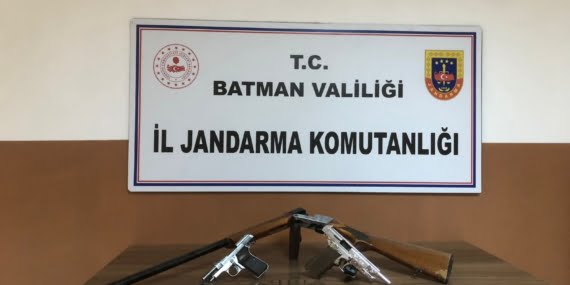 T.C.
BATMAN VALİLİĞİ
İL JANDARMA KOMUTANLIĞI